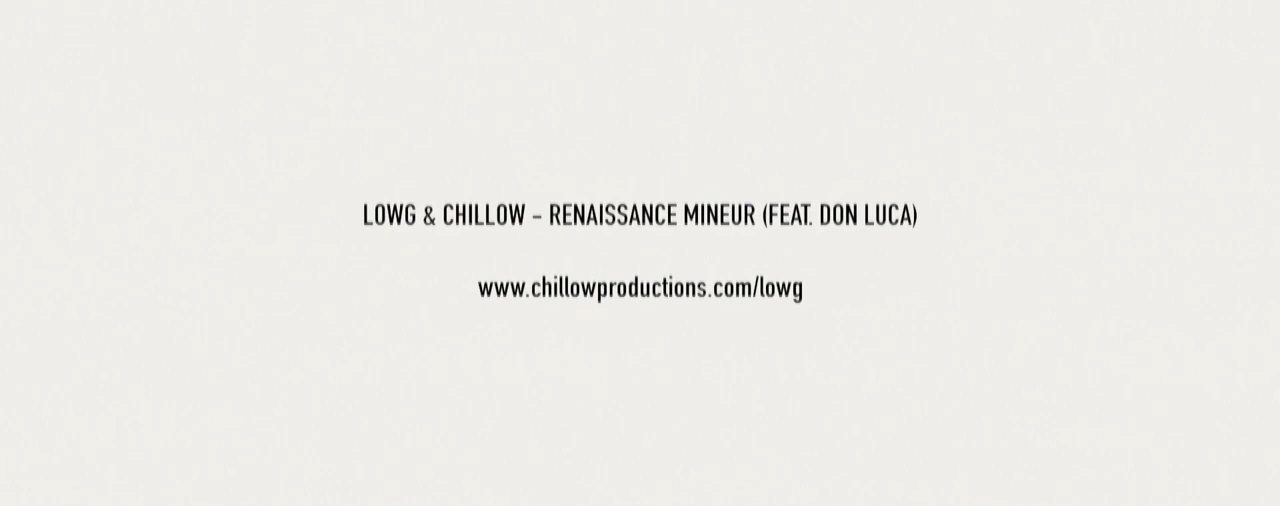 LOWG & CHILLOW – RENAISSANCE MINEUR (FEAT. DON LUCA)
www.chillowproductions.com/lowg